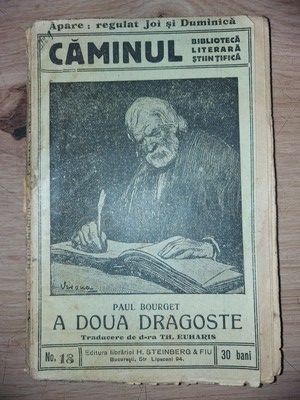 Apare : regulat Joi și Duminică
CĂMINUL
BIBLIOTECĂ
LITERARĂ
ȘTIINȚIFICĂ
PAUL BOURGET
A DOUA DRAGOSTE
Traducere de d-ra TH. EUHARIS
No. 18
Editura librăriei H. STEINBERG & FIU
București, Str Lipscani 94.
30 bani